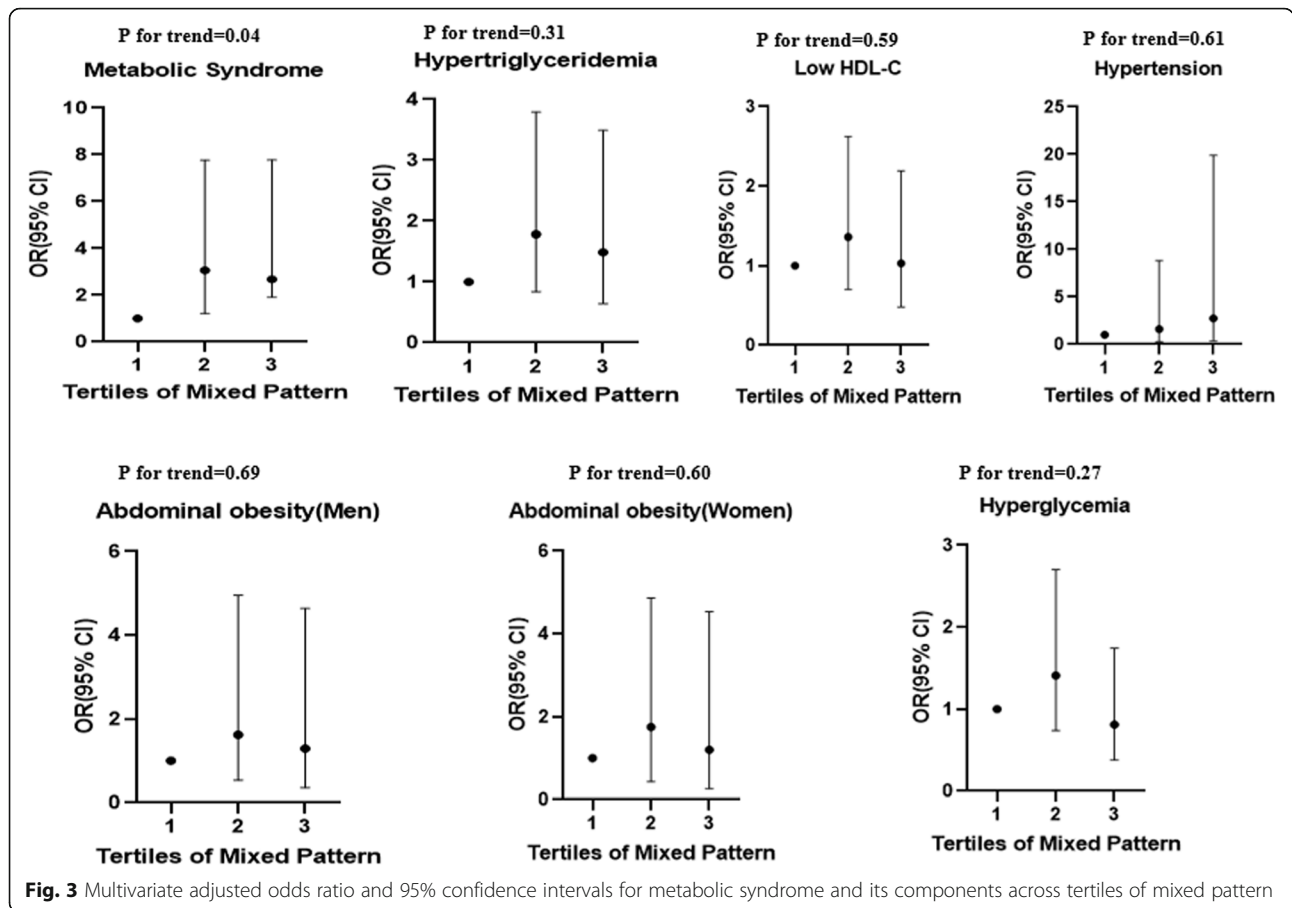 P for trend=0.04
Metabolic Syndrome
OR(95% CI)
10
8
6
4
2
0
1 2 3
Tertiles of Mixed Pattern
P for trend=0.31
Hypertriglyceridemia
OR(95% CI)
4
3
2
1
0
1 2 3
Tertiles of Mixed Pattern
P for trend=0.59
Low HDL-C
OR(95% CI)
3
2
1
0
1 2 3
Tertiles of Mixed Pattern
P for trend=0.61
Hypertension
OR(95% CI)
25
20
15
10
5
0
1 2 3
Tertiles of Mixed Pattern
P for trend=0.69
Abdominal obesity(Men)
OR(95% CI)
6
4
2
0
1 2 3
Tertiles of Mixed Pattern
P for trend=0.60
Abdominal obesity(Women)
OR(95% CI)
6
4
2
0
1 2 3
Tertiles of Mixed Pattern
P for trend=0.27
Hyperglycemia
OR(95% CI)
3
2
1
0
1 2 3
Tertiles of Mixed Pattern
Fig. 3 Multivariate adjusted odds ratio and 95% confidence intervals for metabolic syndrome and its components across tertiles of mixed pattern